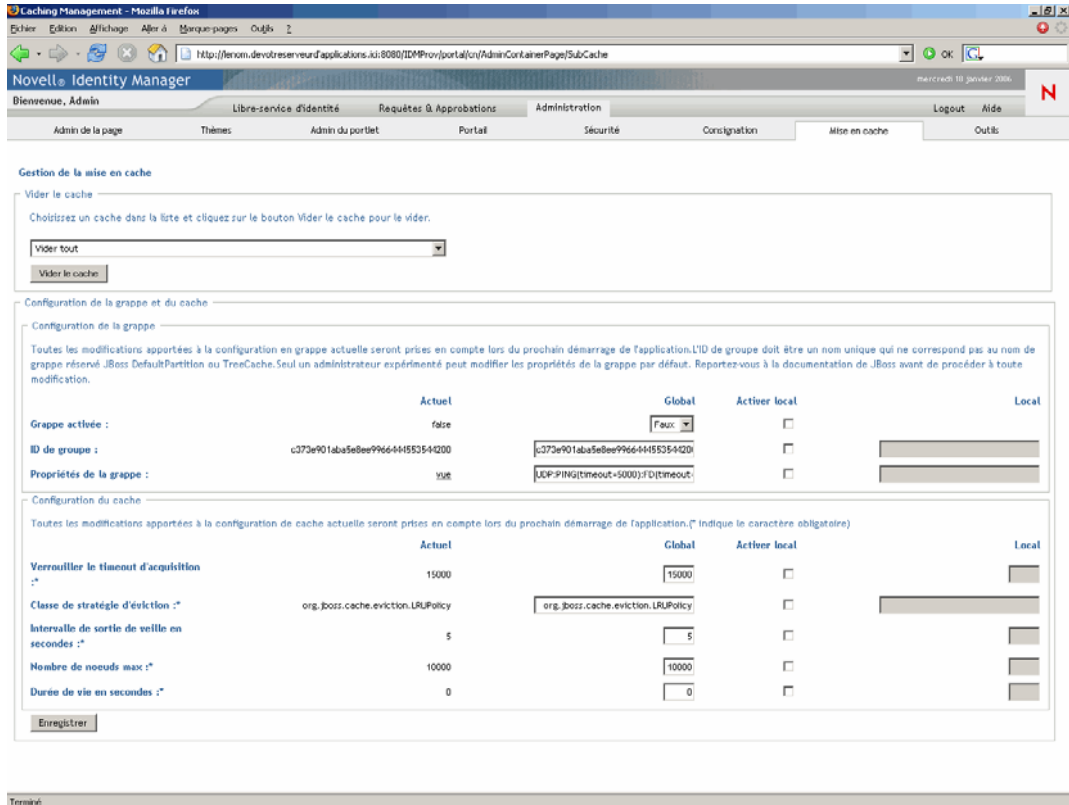 Caching Management - Mozilla Firefox
Fichier Edition Affichage Aller à Marque-pages Outils ?
http://lenom.devotreserveurd'applications.ici:8080/IDMProv/portal/cn/AdminContainerPage/SubCache
OK
Novell® Identity Manager
mercredi 18 janvier 2006
Bienvenue, Admin
Libre-service d'identité Requêtes & Approbations Administration Logout Aide
N
Admin de la page Thèmes Admin du portlet Portail Sécurité Consignation Mise en cache Outils
Gestion de la mise en cache
Vider le cache
Choisissez un cache dans la liste et cliquez sur le bouton Vider le cache pour le vider.
Vider tout
Vider le cache
Configuration de la grappe et du cache
Configuration de la grappe
Toutes les modifications apportées à la configuration en grappe actuelle seront prises en compte lors du prochain démarrage de l'application.L'ID de groupe doit être un nom unique qui ne correspond pas au nom de
grappe réservé JBoss DefaultPartition ou TreeCache.Seul un administrateur expérimenté peut modifier les propriétés de la grappe par défaut. Reportez-vous à la documentation de JBoss avant de procéder à toute
modification.
Actuel Global Activer local Local
Grappe activée : false Faux
ID de groupe :
Propriétés de la grappe : vue UDP:PING(timeout=5000):FD(timeout=
Configuration du cache
Toutes les modifications apportées à la configuration de cache actuelle seront prises en compte lors du prochain démarrage de l'application.(* indique le caractère obligatoire)
Actuel Global Activer local Local
Verrouiller le timeout d'acquisition
:* 15000 15000
Classe de stratégie d'éviction :* org.jboss.cache.eviction.LRUPolicy org.jboss.cache.eviction.LRUPolicy
Intervalle de sortie de veille en
secondes :* 5 5
Nombre de noeuds max :* 10000 10000
Durée de vie en secondes :* 0 0
Enregistrer
Terminé